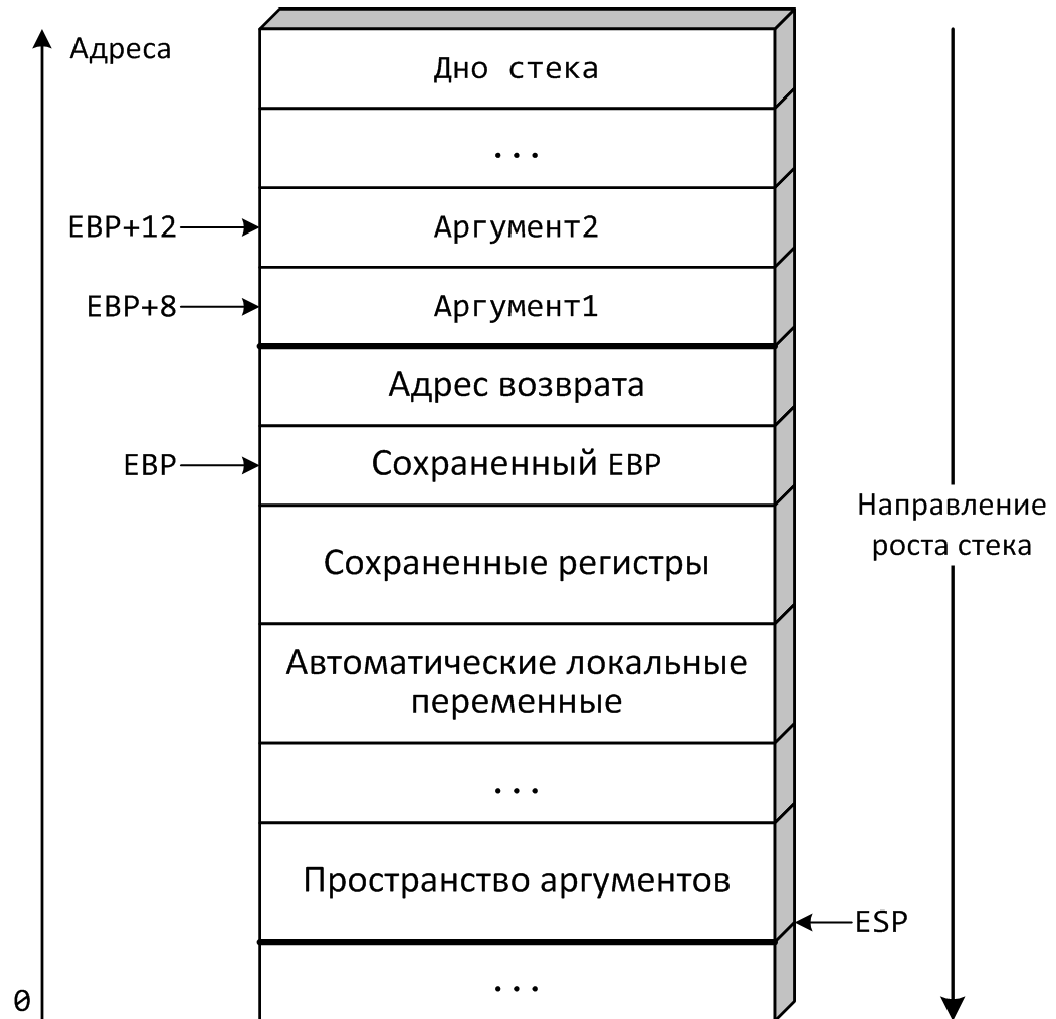 Адреса
Дно стека
...
EBP+12
Аргумент2
EBP+8
Аргумент1
Адрес возврата
EBP
Сохраненный EBP
Направление
роста стека
Сохраненные регистры
Автоматические локальные
переменные
...
Пространство аргументов
ESP
...
0